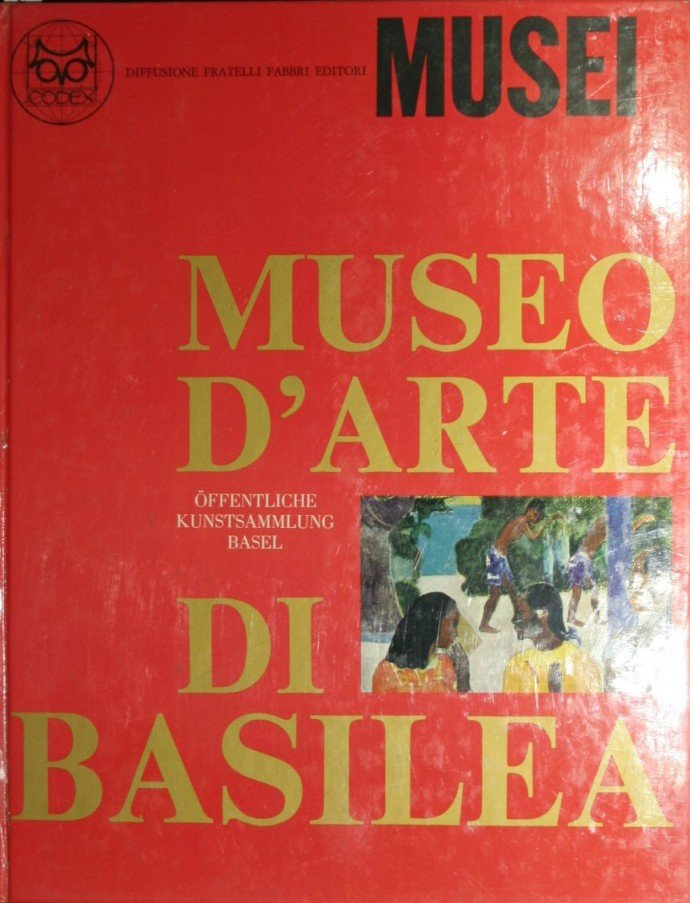 CODEX
DIFFUSIONE FRATELLI FABBRI EDITORI
MUSEI
MUSEO
D'ARTE
ÖFFENTLICHE
KUNSTSAMMLUNG
BASEL
DI
BASILEA